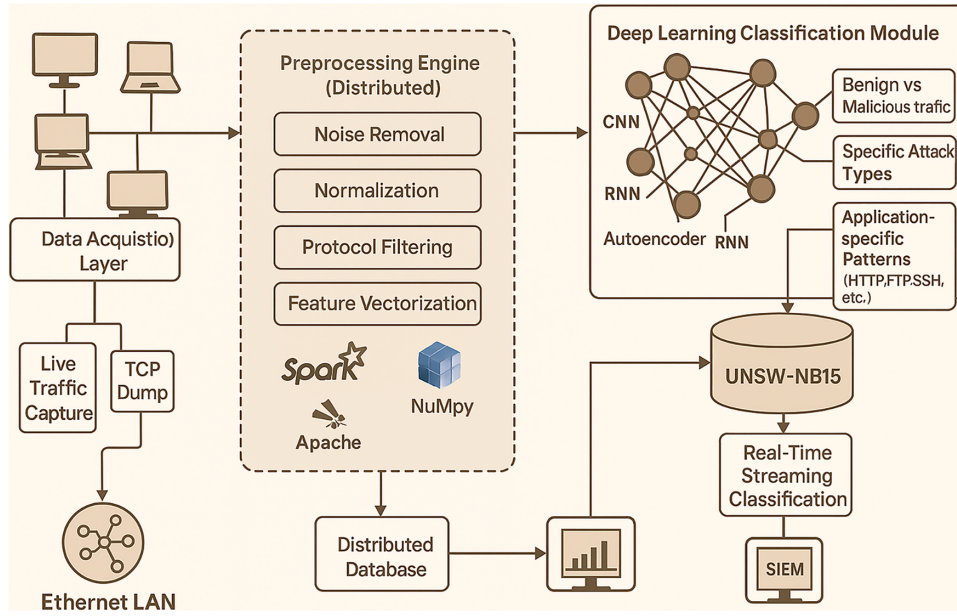 Preprocessing Engine
(Distributed)
Noise Removal
Normalization
Protocol Filtering
Feature Vectorization
Spark
NuMpy
Apache
Deep Learning Classification Module
CNN
RNN
Autoencoder
RNN
Benign vs
Malicious trafic
Specific Attack
Types
Application-
specific
Patterns
(HTTP,FTP.SSH,
etc.)
Data Acquistio)
Layer
Live
Traffic
Capture
TCP
Dump
Ethernet LAN
Distributed
Database
UNSW-NB15
Real-Time
Streaming
Classification
SIEM